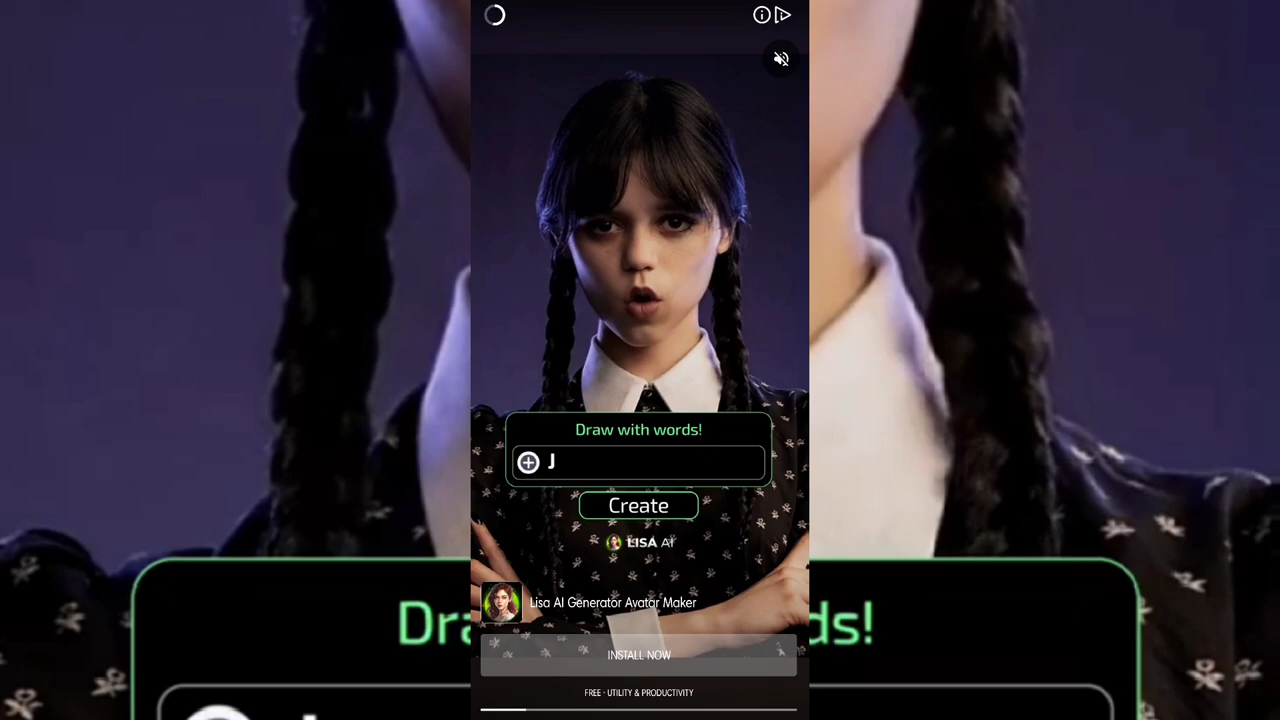 Draw with words!
J
Create
LISA AI
Lisa AI Generator Avatar Maker
INSTALL NOW
FREE · UTILITY & PRODUCTIVITY
Dra
ds!